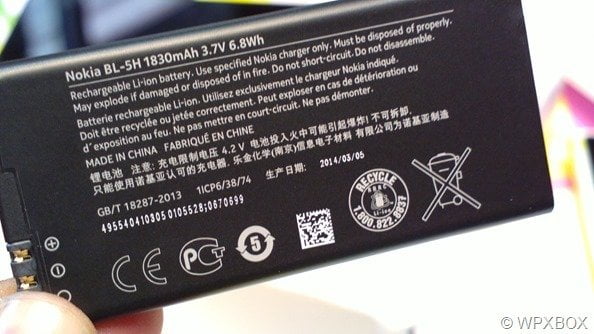 Nokia BL-5H 1830mAh 3.7V 6.8Wh
Rechargeable Li-ion battery. Use specified Nokia charger only. Must be disposed of properly.
May explode if damaged or disposed of in fire. Do not short-circuit. Do not disassemble.
Batterie rechargeable Li-ion. Utilisez exclusivement le chargeur Nokia indiqué.
Doit être recyclée ou jetée correctement. Peut exploser en cas de détérioration ou
d'exposition au feu. Ne pas mettre en court-circuit. Ne pas démonter.
MADE IN CHINA FABRIQUÉ EN CHINE
锂电池 注意: 充电限制电压 4.2 V 电池投入火中可能引起爆炸! 不可拆卸.
只能使用诺基亚认可的充电器. 乐金化学(南京)信息电子材料有限公司为诺基亚制造
GB/T 18287-2013 1ICP6/38/74 生产日期: 2014/03/05
4955404103050105528;0670699
CE
PCT
5
RECYCLE
Li-ion
1.800.822.8837
© WPXBOX